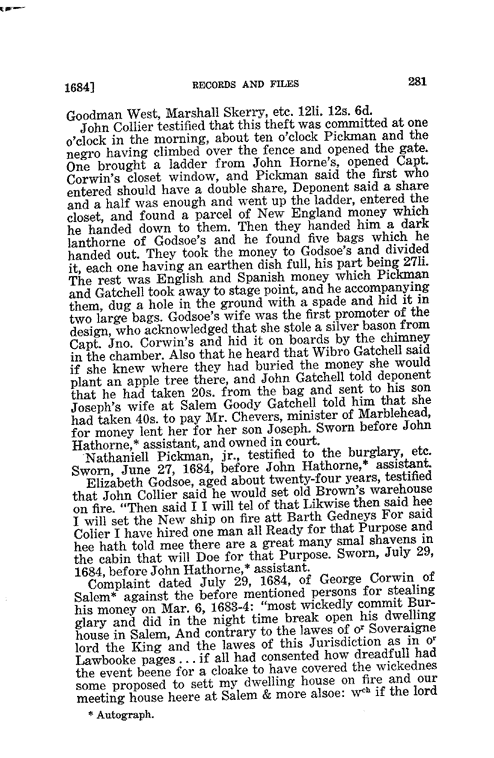 1684] RECORDS AND FILES 281
Goodman West, Marshall Skerry, etc. 12li. 12s. 6d.
John Collier testified that this theft was committed at one
o'clock in the morning, about ten o'clock Pickman and the
negro having climbed over the fence and opened the gate.
One brought a ladder from John Horne's, opened Capt.
Corwin's closet window, and Pickman said the first who
entered should have a double share, Deponent said a share
and a half was enough and went up the ladder, entered the
closet, and found a parcel of New England money which
he handed down to them. Then they handed him a dark
lanthorne of Godsoe's and he found five bags which he
handed out. They took the money to Godsoe's and divided
it, each one having an earthen dish full, his part being 27li.
The rest was English and Spanish money which Pickman
and Gatchell took away to stage point, and he accompanying
them, dug a hole in the ground with a spade and hid it in
two large bags. Godsoe's wife was the first promoter of the
design, who acknowledged that she stole a silver bason from
Capt. Jno. Corwin's and hid it on boards by the chimney
in the chamber. Also that he heard that Wibro Gatchell said
if she knew where they had buried the money she would
plant an apple tree there, and John Gatchell told deponent
that he had taken 20s. from the bag and sent to his son
Joseph's wife at Salem Goody Gatchell told him that she
had taken 40s. to pay Mr. Chevers, minister of Marblehead,
for money lent her for her son Joseph. Sworn before John
Hathorne,* assistant, and owned in court.
Nathaniell Pickman, jr., testified to the burglary, etc.
Sworn, June 27, 1684, before John Hathorne,* assistant.
Elizabeth Godsoe, aged about twenty-four years, testified
that John Collier said he would set old Brown's warehouse
on fire. "Then said I I will tel of that Likwise then said hee
I will set the New ship on fire att Barth Gedneys For said
Colier I have hired one man all Ready for that Purpose and
hee hath told mee there are a great many smal shavens in
the cabin that will Doe for that Purpose. Sworn, July 29,
1684, before John Hathorne,* assistant.
Complaint dated July 29, 1684, of George Corwin of
Salem* against the before mentioned persons for stealing
his money on Mar. 6, 1683-4: "most wickedly commit Bur-
glary and did in the night time break open his dwelling
house in Salem, And contrary to the lawes of oʳ Soveraigne
lord the King and the lawes of this Jurisdiction as in oʳ
Lawbooke pages ... if all had consented how dreadfull had
the event beene for a cloake to have covered the wickednes
some proposed to sett my dwelling house on fire and our
meeting house heere at Salem & more alsoe: wᶜʰ if the lord
* Autograph.